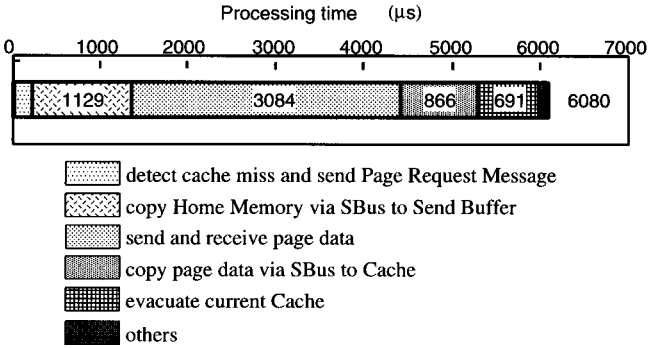 Processing time (μs)
0 1000 2000 3000 4000 5000 6000 7000
1129 3084 866 691 6080
detect cache miss and send Page Request Message
copy Home Memory via SBus to Send Buffer
send and receive page data
copy page data via SBus to Cache
evacuate current Cache
others